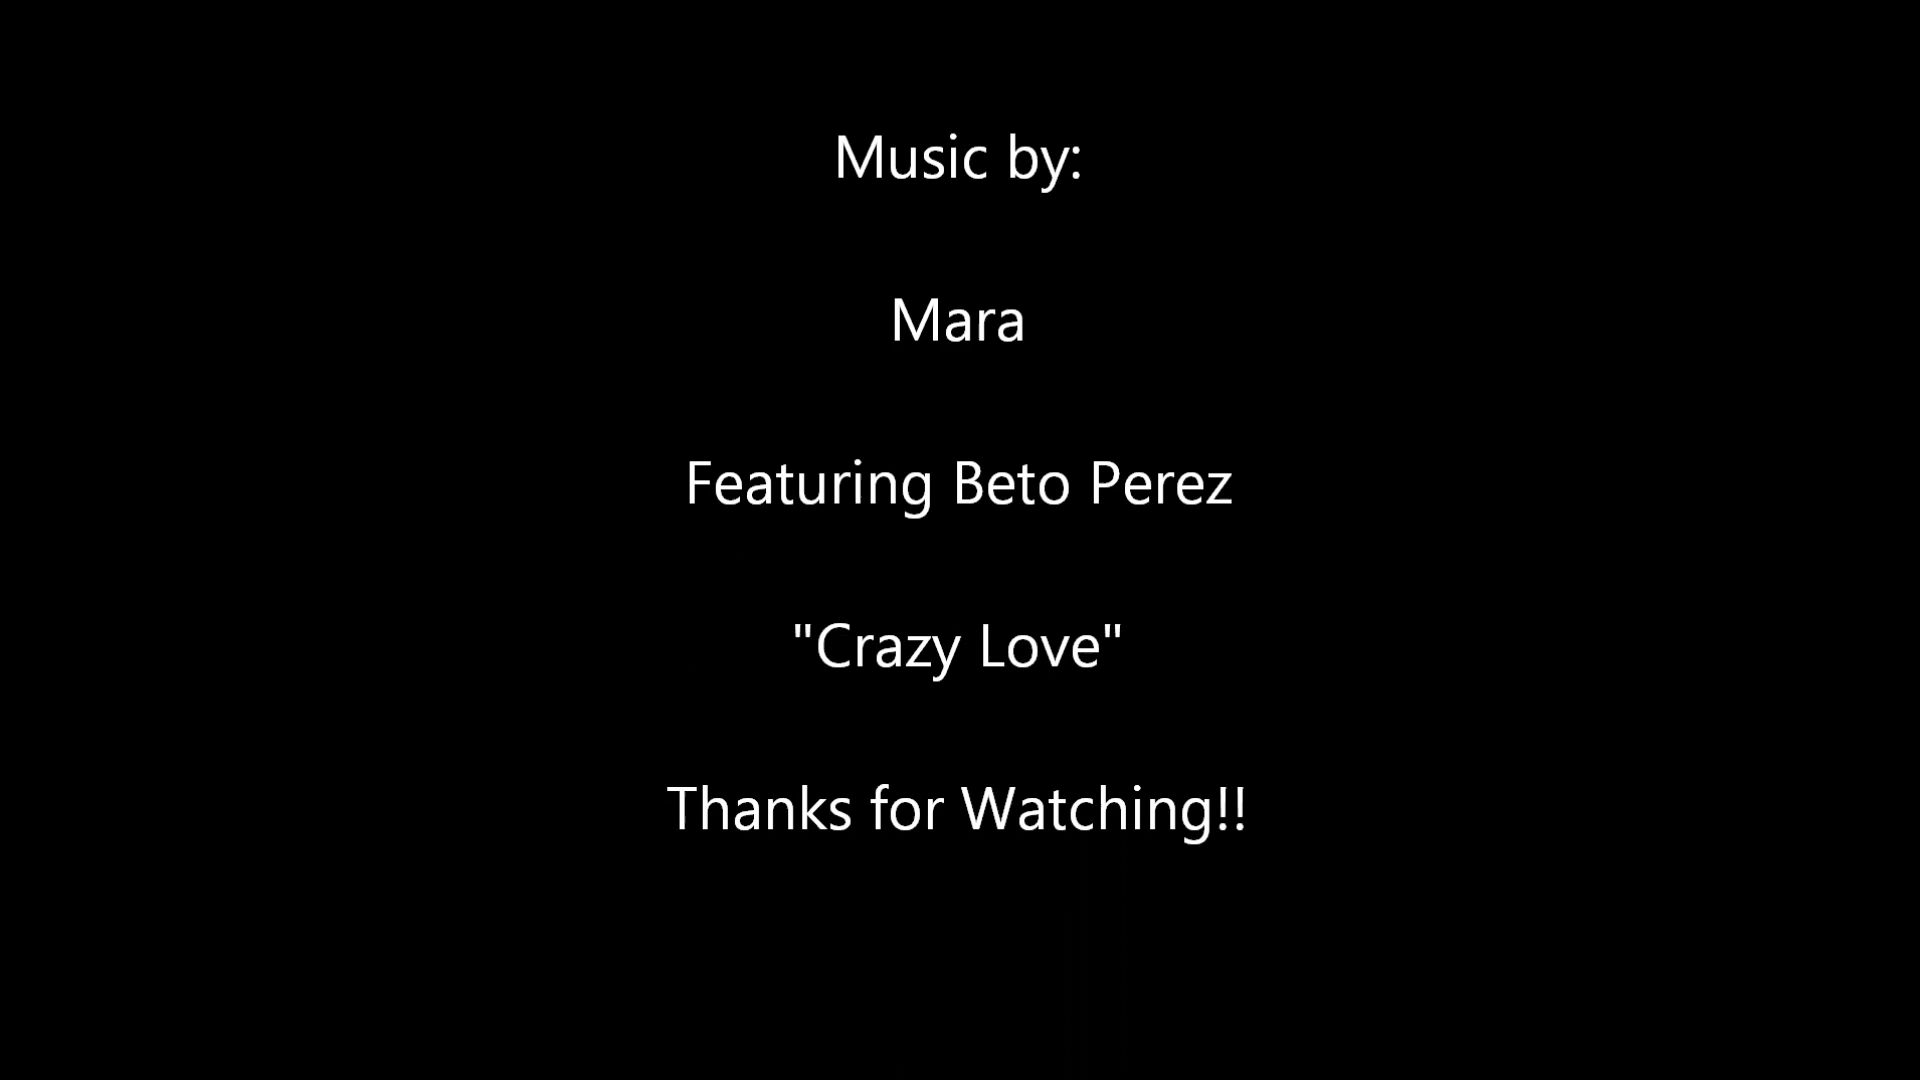 Music by:
Mara
Featuring Beto Perez
"Crazy Love"
Thanks for Watching!!